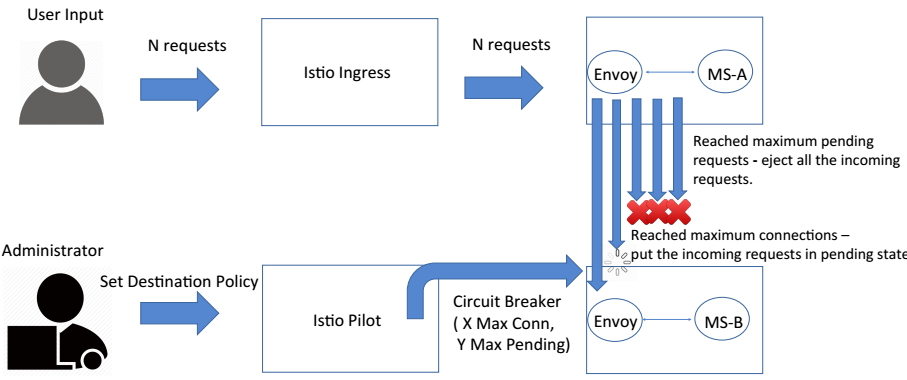 User Input
N requests
N requests
Istio Ingress
Envoy
MS-A
Reached maximum pending
requests - eject all the incoming
requests.
Reached maximum connections –
put the incoming requests in pending state
Administrator
Set Destination Policy
Istio Pilot
Circuit Breaker
( X Max Conn,
Y Max Pending)
Envoy
MS-B